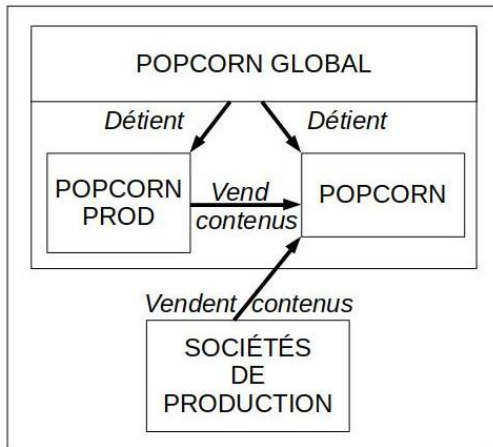 POPCORN GLOBAL
Détient
Détient
POPCORN
PROD
Vend
contenus
POPCORN
Vendent contenus
SOCIÉTÉS
DE
PRODUCTION